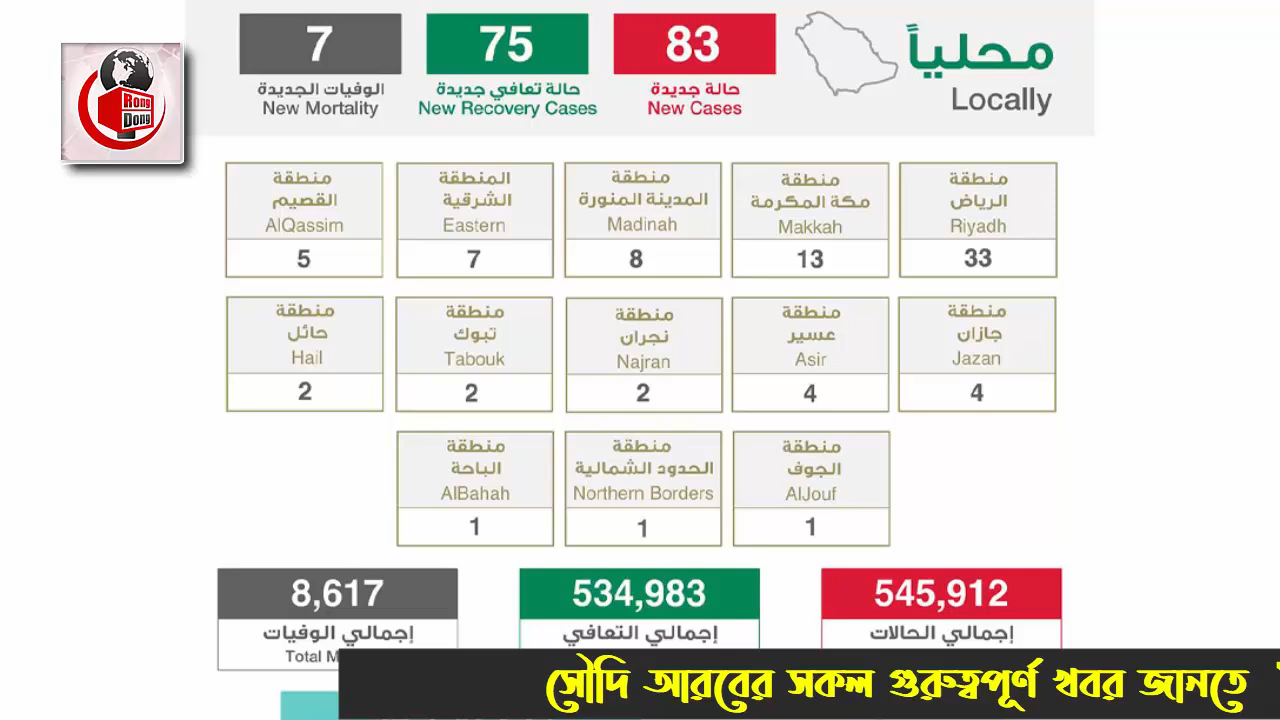 7
الوفيات الجديدة
New Mortality
75
حالة تعافي جديدة
New Recovery Cases
83
حالة جديدة
New Cases
محلياً
Locally
Rong
Dong
منطقة
القصيم
AlQassim
5
المنطقة
الشرقية
Eastern
7
منطقة
المدينة المنورة
Madinah
8
منطقة
مكة المكرمة
Makkah
13
منطقة
الرياض
Riyadh
33
منطقة
حائل
Hail
2
منطقة
تبوك
Tabouk
2
منطقة
نجران
Najran
2
منطقة
عسير
Asir
4
منطقة
جازان
Jazan
4
منطقة
الباحة
AlBahah
1
منطقة
الحدود الشمالية
Northern Borders
1
منطقة
الجوف
AlJouf
1
8,617
إجمالي الوفيات
Total
534,983
إجمالي التعافي
545,912
إجمالي الحالات
সৌদি আরবের সকল গুরুত্বপূর্ণ খবর জানতে